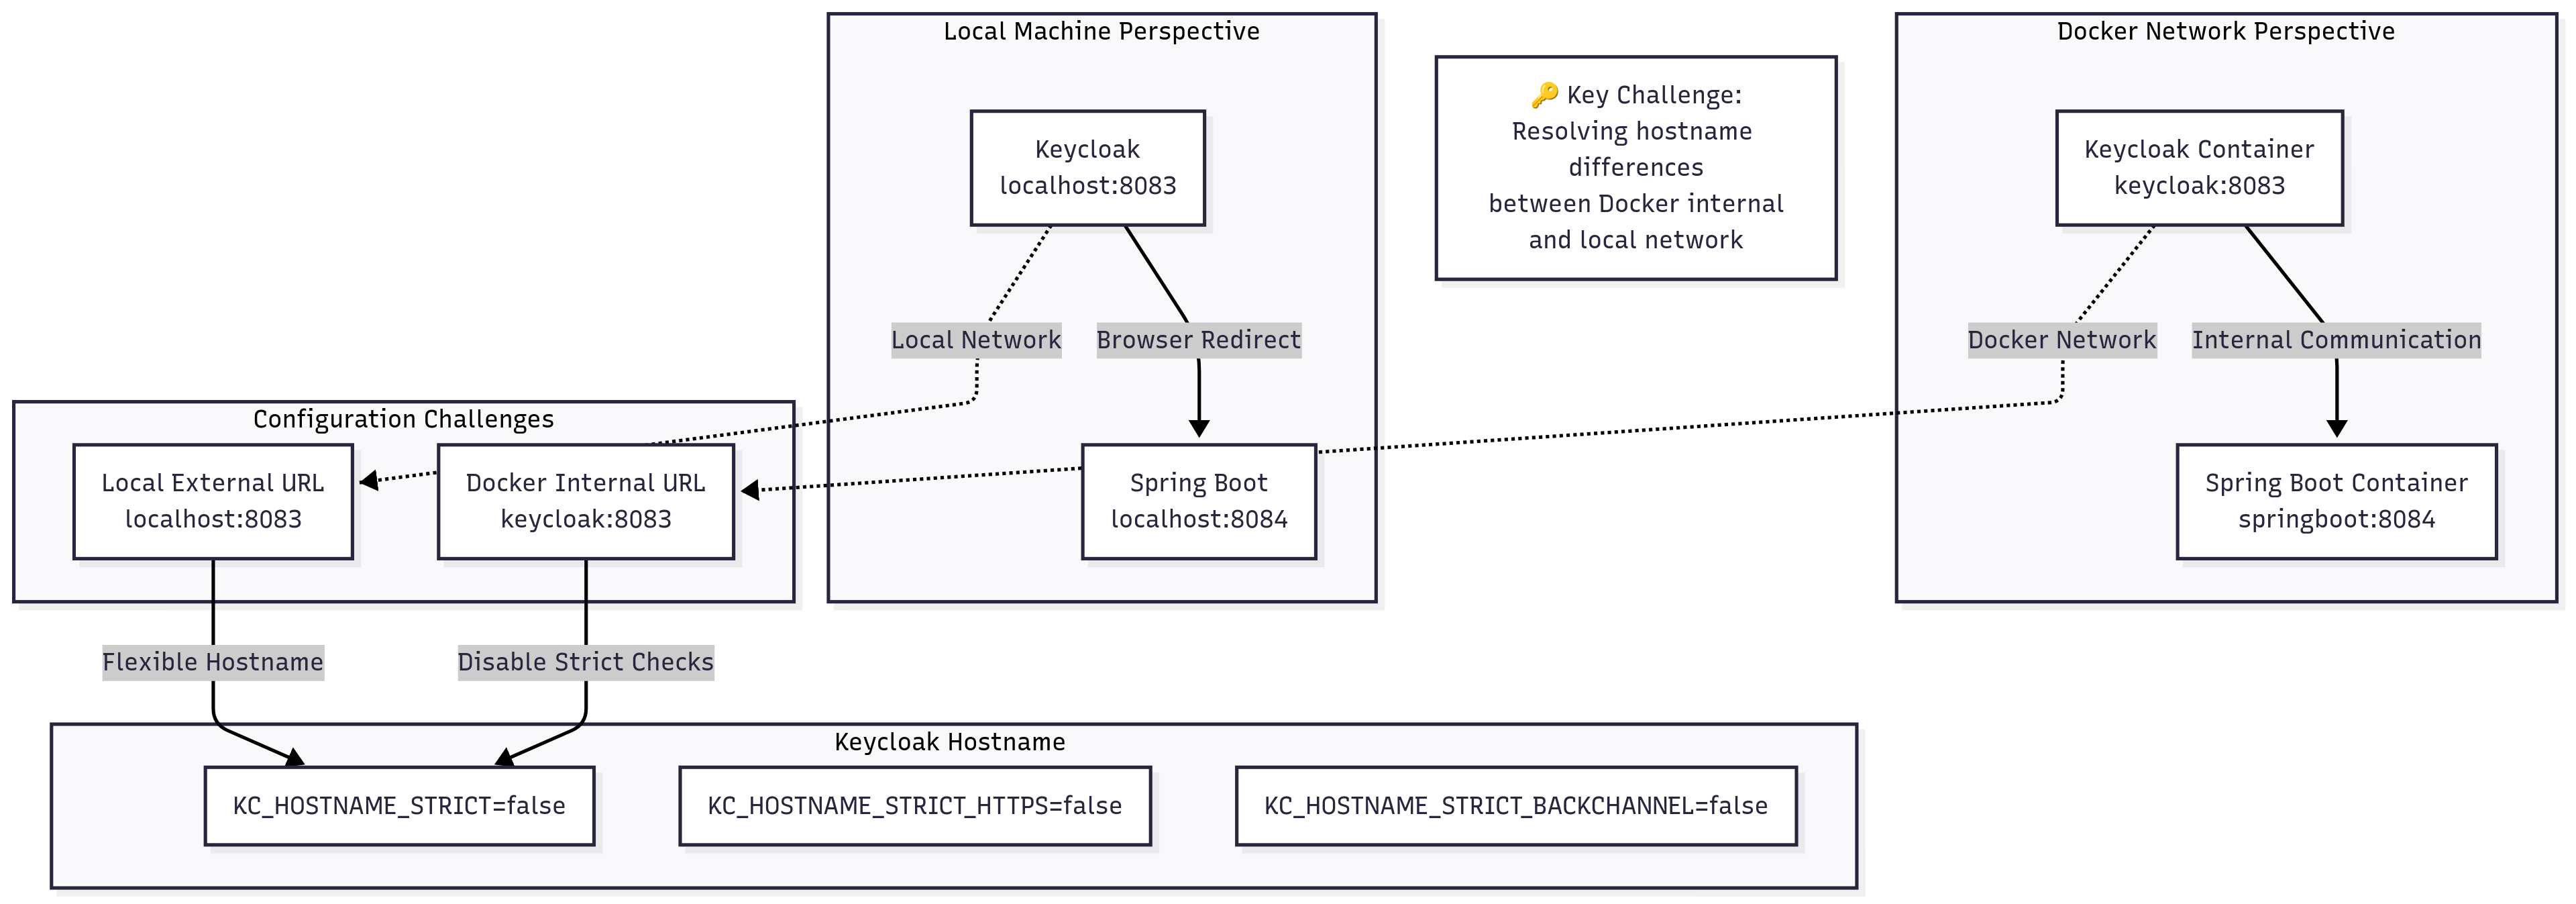 Local Machine Perspective
Keycloak
localhost:8083
Local Network
Browser Redirect
Spring Boot
localhost:8084
🔑 Key Challenge:
Resolving hostname
differences
between Docker internal
and local network
Docker Network Perspective
Keycloak Container
keycloak:8083
Docker Network
Internal Communication
Spring Boot Container
springboot:8084
Configuration Challenges
Local External URL
localhost:8083
Docker Internal URL
keycloak:8083
Flexible Hostname
Disable Strict Checks
Keycloak Hostname
KC_HOSTNAME_STRICT=false
KC_HOSTNAME_STRICT_HTTPS=false
KC_HOSTNAME_STRICT_BACKCHANNEL=false